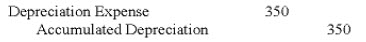 Depreciation Expense 350
Accumulated Depreciation 350